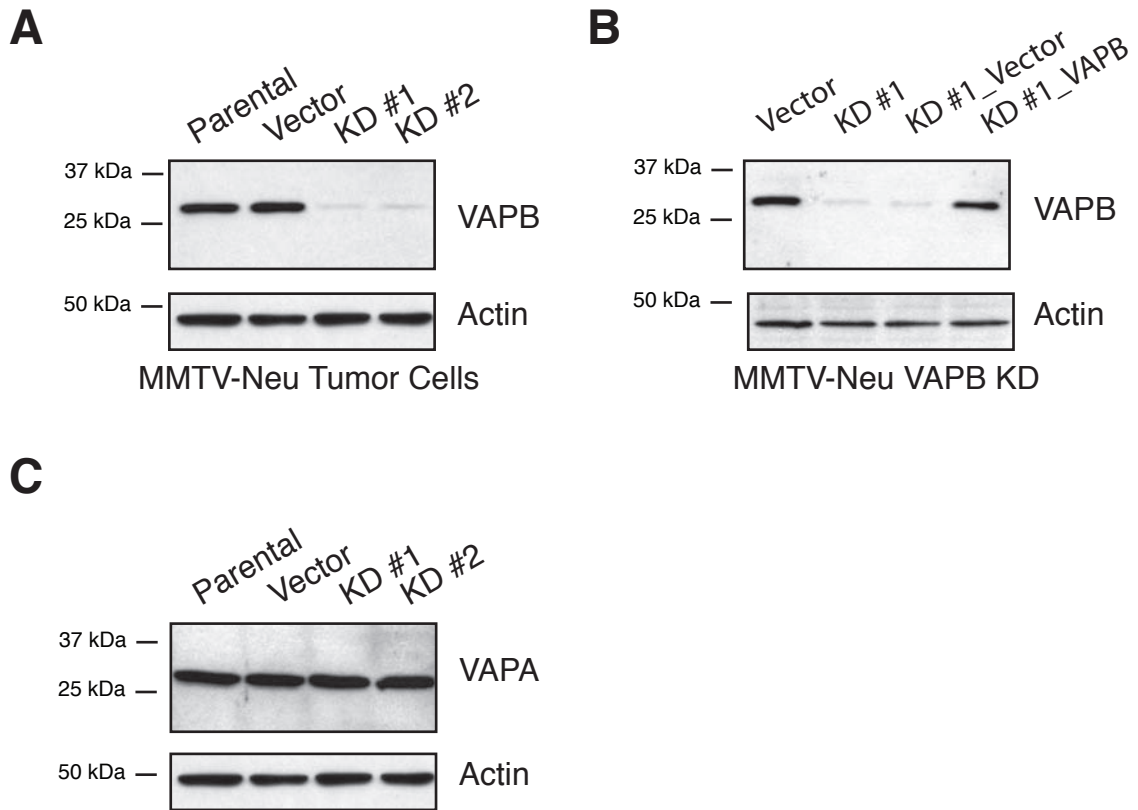 A
Parental
Vector
KD #1
KD #2
37 kDa
25 kDa
VAPB
50 kDa
Actin
MMTV-Neu Tumor Cells
B
Vector
KD #1
KD #1_Vector
KD #1_VAPB
37 kDa
25 kDa
VAPB
50 kDa
Actin
MMTV-Neu VAPB KD
C
Parental
Vector
KD #1
KD #2
37 kDa
25 kDa
VAPA
50 kDa
Actin